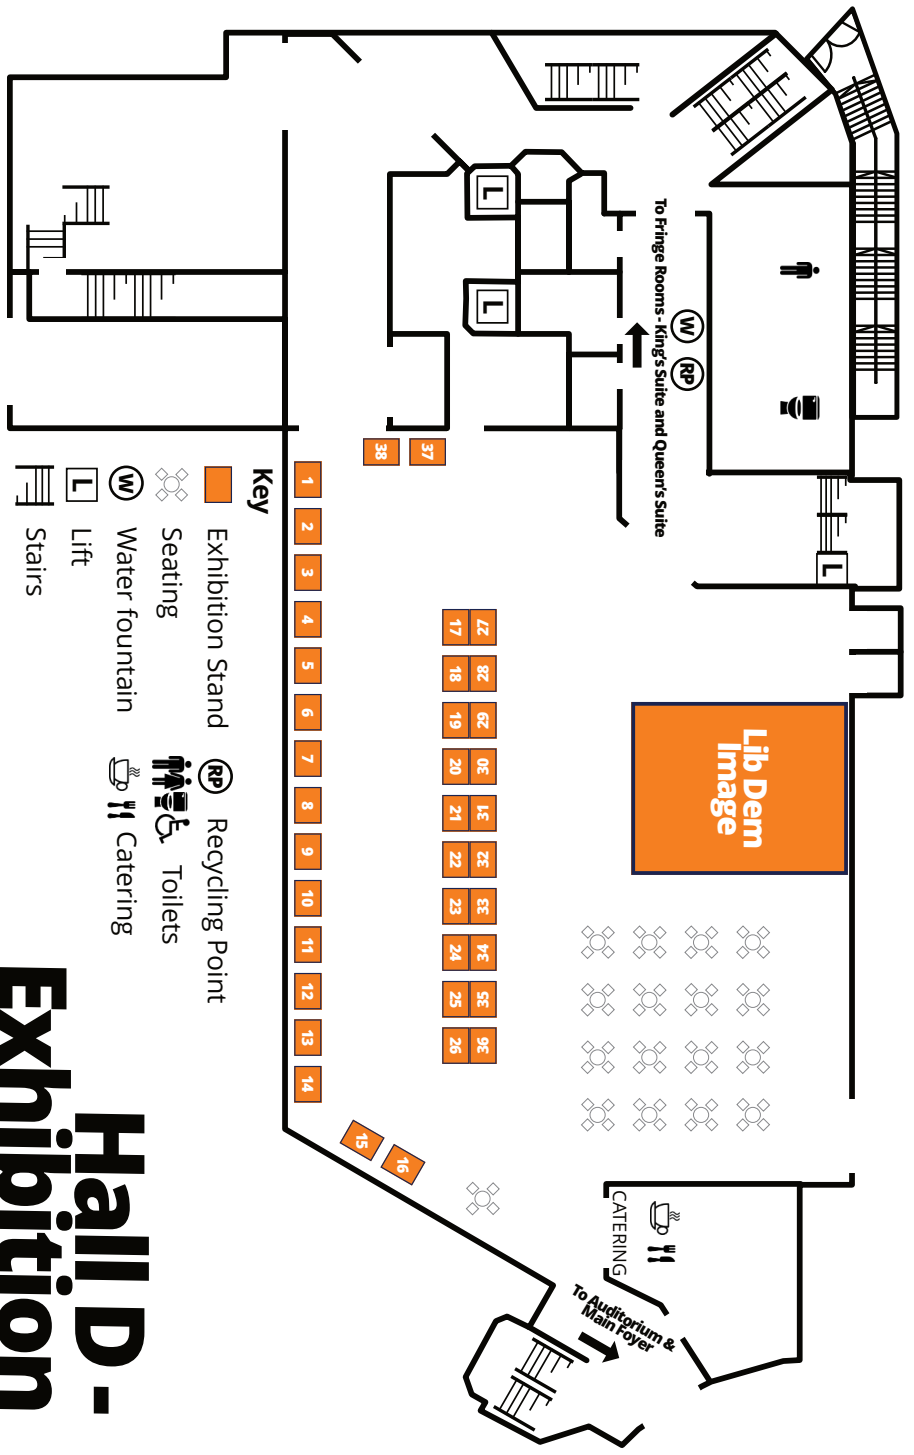 Hall D -
Exhibition
To Fringe Rooms - King's Suite and Queen's Suite
W
RP
L
L
L
Lib Dem
Image
38
37
1
2
3
4
5
6
7
8
9
10
11
12
13
14
15
16
17
18
19
20
21
22
23
24
25
26
27
28
29
30
31
32
33
34
35
36
CATERING
To Auditorium &
Main Foyer
Key
Exhibition Stand
Seating
W Water fountain
L Lift
Stairs
RP Recycling Point
Toilets
Catering